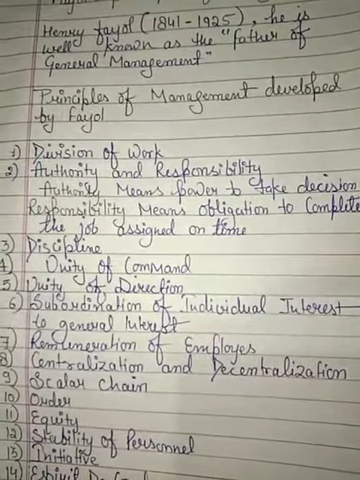 Henry fayol (1841-1925), he is
well known as the "father of
General Management"
Principles of Management developed
by Fayol
1) Division of Work
2) Authority and Responsibility
Authority Means power to take decision
Responsibility Means obligation to Complete
the job assigned on time
3) Discipline
4) Unity of Command
5) Unity of Direction
6) Subordination of Individual Interest
to general Interest
7) Remuneration of Employes
8) Centralization and Decentralization
9) Scalar Chain
10) Order
11) Equity
12) Stability of Personnel
13) Initiative
14)